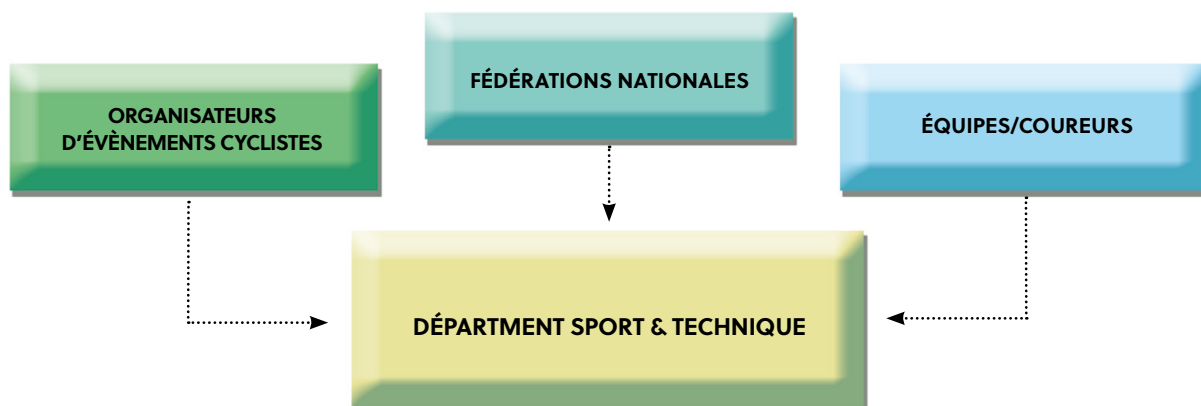 ORGANISATEURS
D'ÉVÈNEMENTS CYCLISTES
FÉDÉRATIONS NATIONALES
ÉQUIPES/COUREURS
DÉPARTMENT SPORT & TECHNIQUE